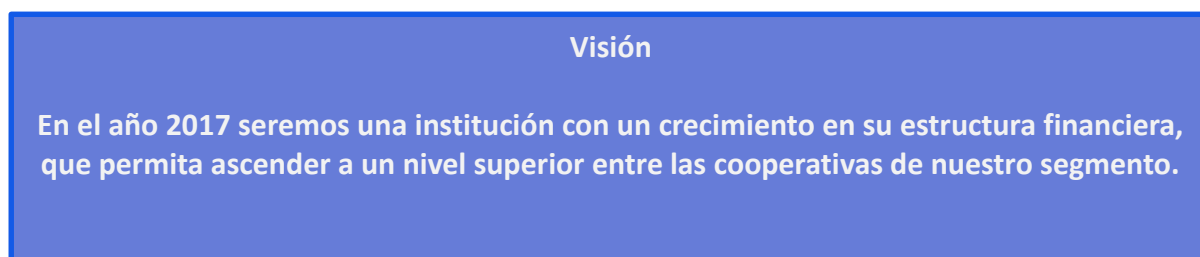 Visión
En el año 2017 seremos una institución con un crecimiento en su estructura financiera,
que permita ascender a un nivel superior entre las cooperativas de nuestro segmento.